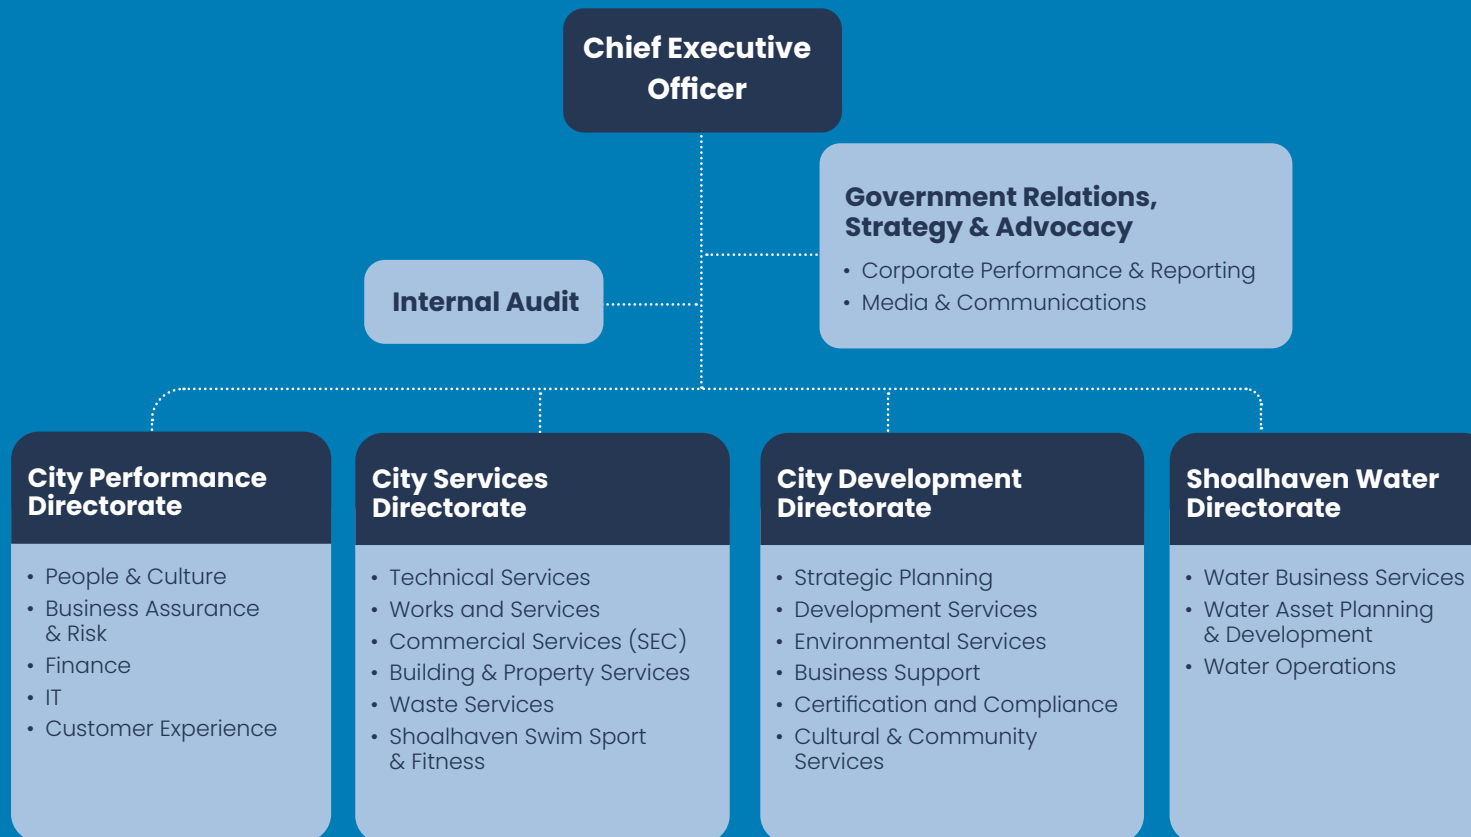 Chief Executive
Officer
Government Relations,
Strategy & Advocacy
• Corporate Performance & Reporting
• Media & Communications
Internal Audit
City Performance
Directorate
• People & Culture
• Business Assurance
& Risk
• Finance
• IT
• Customer Experience
City Services
Directorate
• Technical Services
• Works and Services
• Commercial Services (SEC)
• Building & Property Services
• Waste Services
• Shoalhaven Swim Sport
& Fitness
City Development
Directorate
• Strategic Planning
• Development Services
• Environmental Services
• Business Support
• Certification and Compliance
• Cultural & Community
Services
Shoalhaven Water
Directorate
• Water Business Services
• Water Asset Planning
& Development
• Water Operations